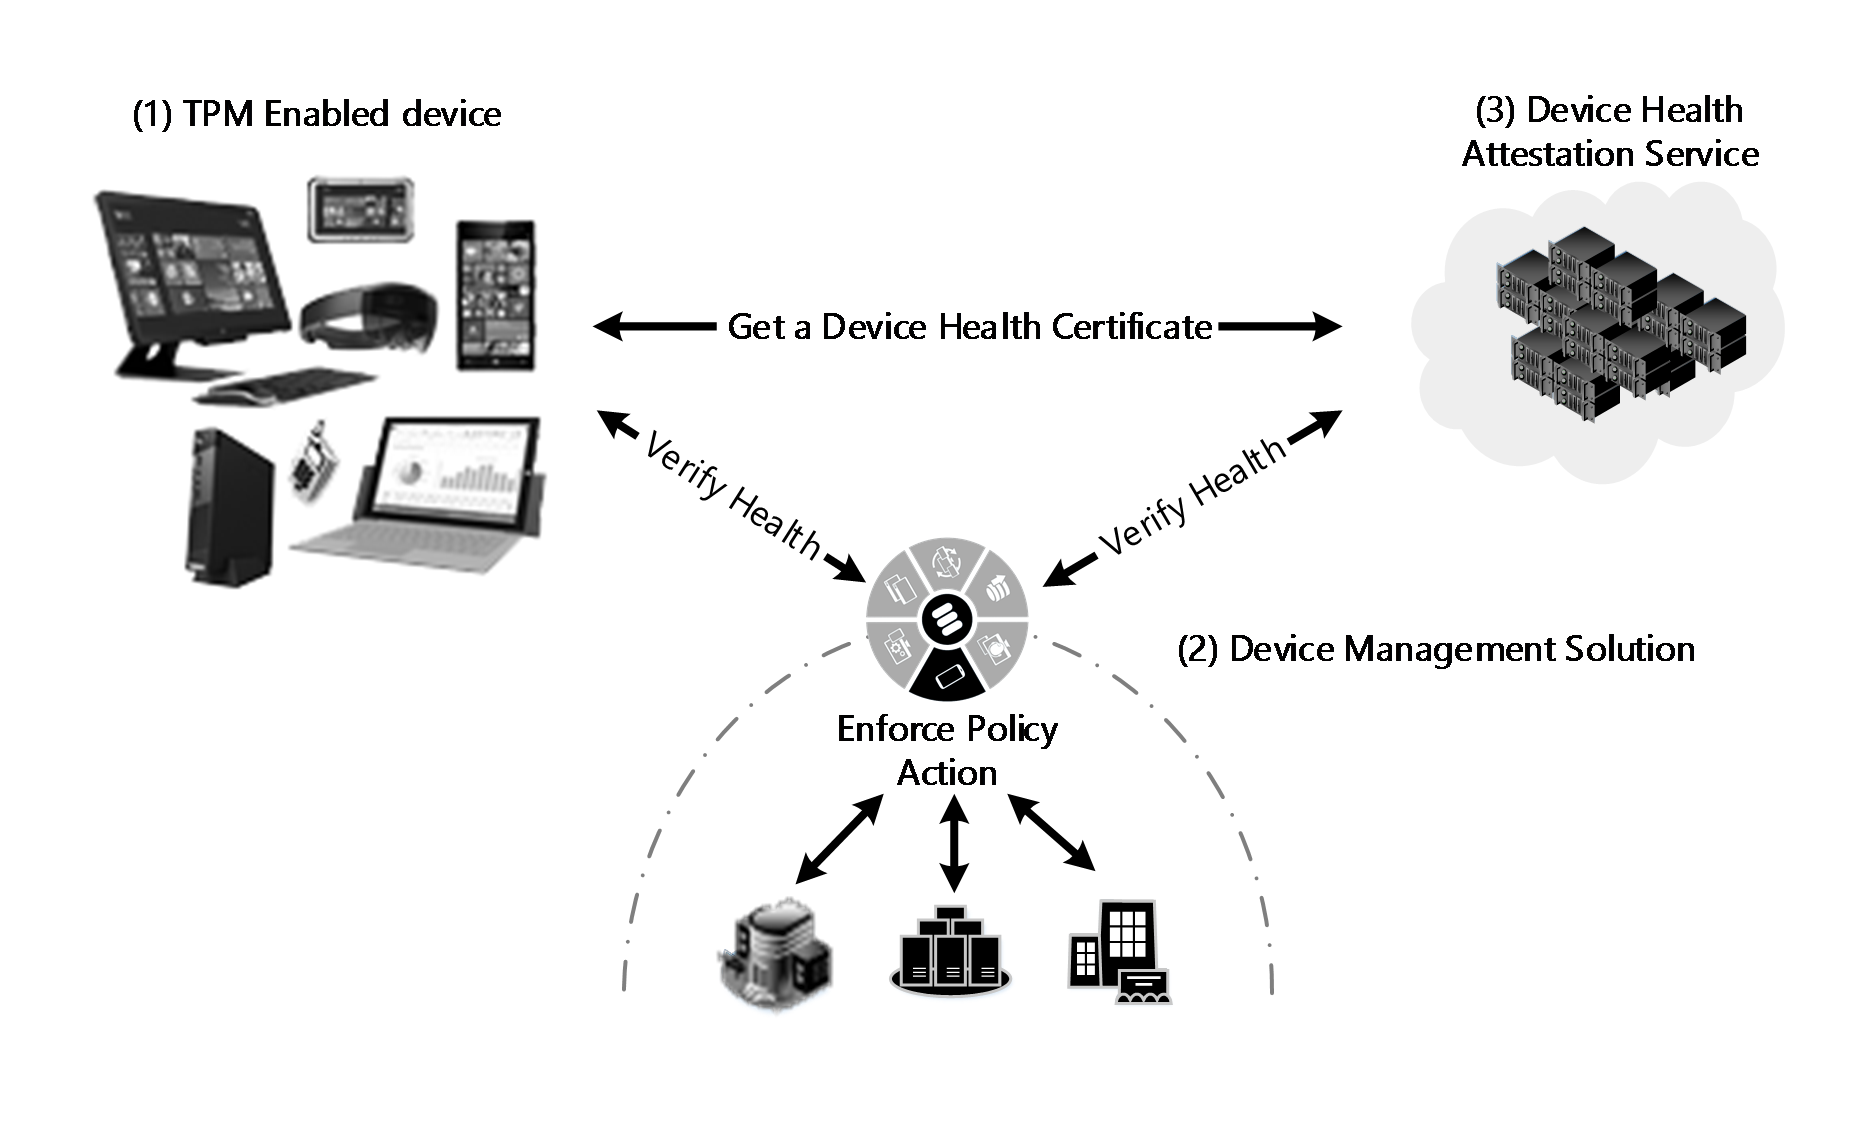 (1) TPM Enabled device
(3) Device Health
Attestation Service
Get a Device Health Certificate
Verify Health
Verify Health
(2) Device Management Solution
Enforce Policy
Action